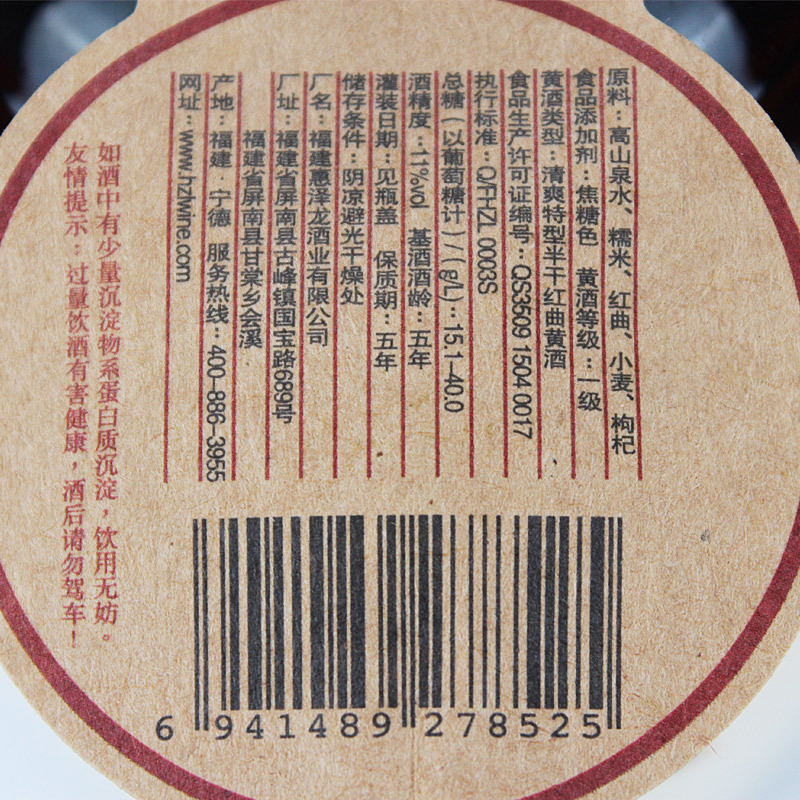 原料：高山泉水、糯米、红曲、小麦、枸杞
食品添加剂：焦糖色 黄酒等级：一级
黄酒类型：清爽特型半干红曲黄酒
食品生产许可证编号：QS3509 1504 0017
执行标准：QFHZL 0003S
总糖（以葡萄糖计）/（g/L）：15.1-40.0
酒精度：11%vol 基酒酒龄：五年
灌装日期：见瓶盖 保质期：五年
储存条件：阴凉避光干燥处
厂名：福建惠泽龙酒业有限公司
厂址：福建省屏南县古峰镇国宝路689号
福建省屏南县甘棠乡会溪
产地：福建·宁德 服务热线：400-886-3955
网址：www.hzlwine.com
如酒中有少量沉淀物系蛋白质沉淀，饮用无妨。
友情提示：过量饮酒有害健康，酒后请勿驾车！
6 941489 278525